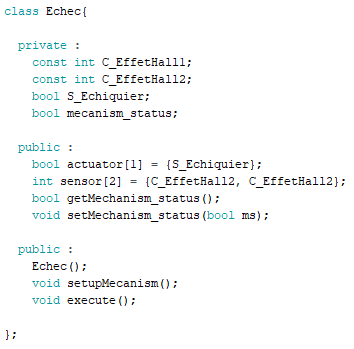 class Echec{
private :
const int C_EffetHall1;
const int C_EffetHall2;
bool S_Echiquier;
bool mecanism_status;
public :
bool actuator[1] = {S_Echiquier};
int sensor[2] = {C_EffetHall2, C_EffetHall2};
bool getMechanism_status();
void setMechanism_status(bool ms);
public :
Echec();
void setupMecanism();
void execute();
};